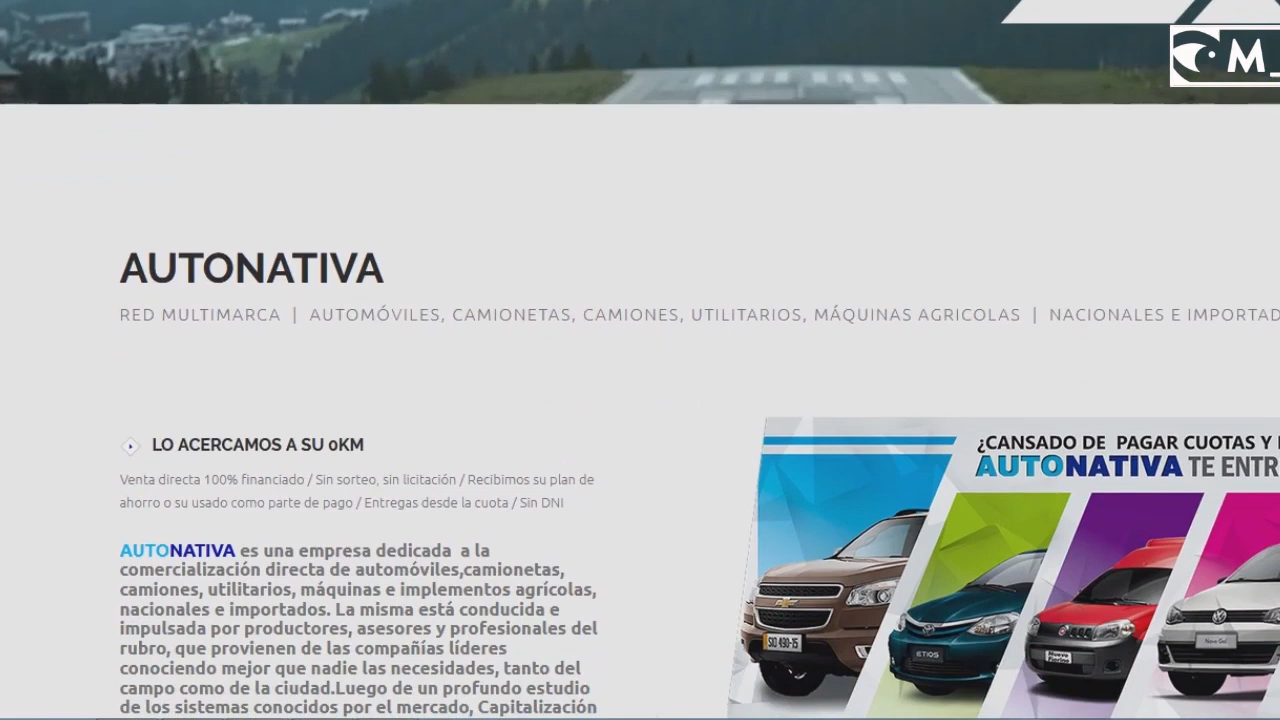 M_
AUTONATIVA
RED MULTIMARCA | AUTOMÓVILES, CAMIONETAS, CAMIONES, UTILITARIOS, MÁQUINAS AGRICOLAS | NACIONALES E IMPORTAD
LO ACERCAMOS A SU 0KM
Venta directa 100% financiado / Sin sorteo, sin licitación / Recibimos su plan de
ahorro o su usado como parte de pago / Entregas desde la cuota / Sin DNI
AUTONATIVA es una empresa dedicada a la
comercialización directa de automóviles,camionetas,
camiones, utilitarios, máquinas e implementos agrícolas,
nacionales e importados. La misma está conducida e
impulsada por productores, asesores y profesionales del
rubro, que provienen de las compañías líderes
conociendo mejor que nadie las necesidades, tanto del
campo como de la ciudad.Luego de un profundo estudio
de los sistemas conocidos por el mercado, Capitalización
¿CANSADO DE PAGAR CUOTAS Y
AUTONATIVA TE ENTR
S10 490-15
ETIOS